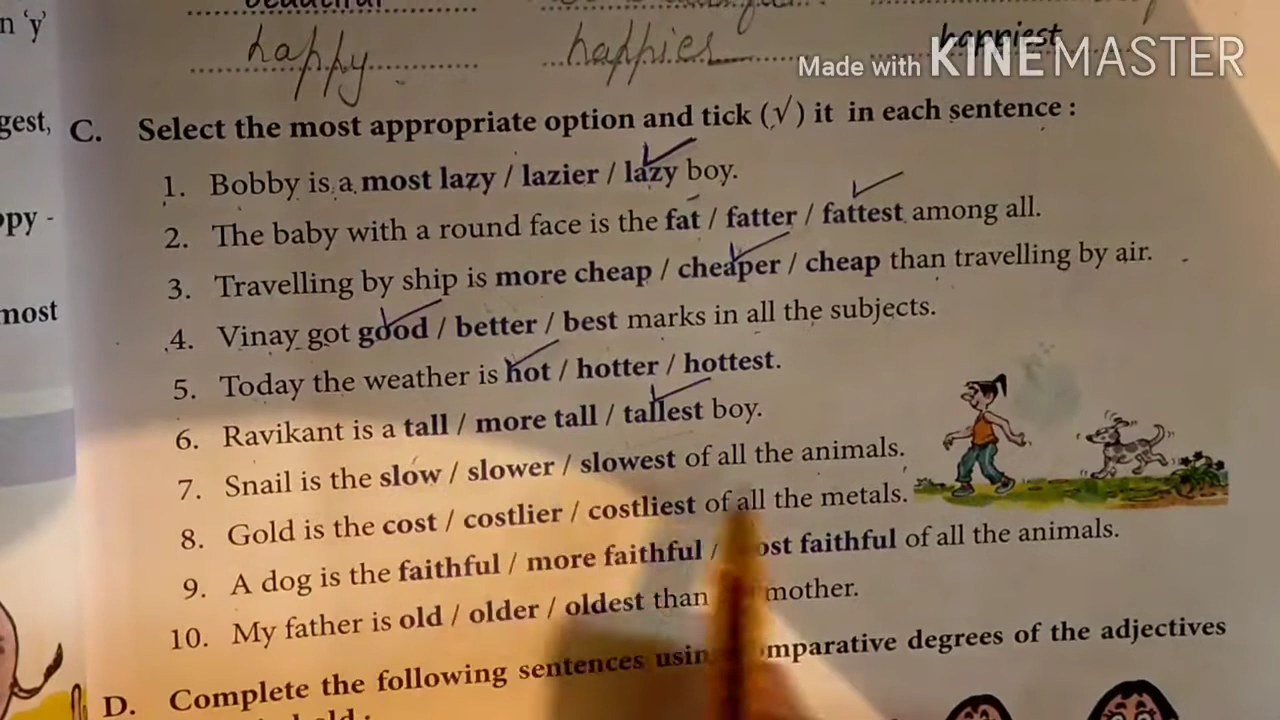 n 'y'
happy happier happiest
Made with KINEMASTER
gest,
C. Select the most appropriate option and tick (√) it in each sentence :
1. Bobby is a most lazy / lazier / lazy boy.
ppy -
2. The baby with a round face is the fat / fatter / fattest among all.
3. Travelling by ship is more cheap / cheaper / cheap than travelling by air.
most
4. Vinay got good / better / best marks in all the subjects.
5. Today the weather is hot / hotter / hottest.
6. Ravikant is a tall / more tall / tallest boy.
7. Snail is the slow / slower / slowest of all the animals.
8. Gold is the cost / costlier / costliest of all the metals.
9. A dog is the faithful / more faithful / ost faithful of all the animals.
10. My father is old / older / oldest than mother.
D. Complete the following sentences usin mparative degrees of the adjectives